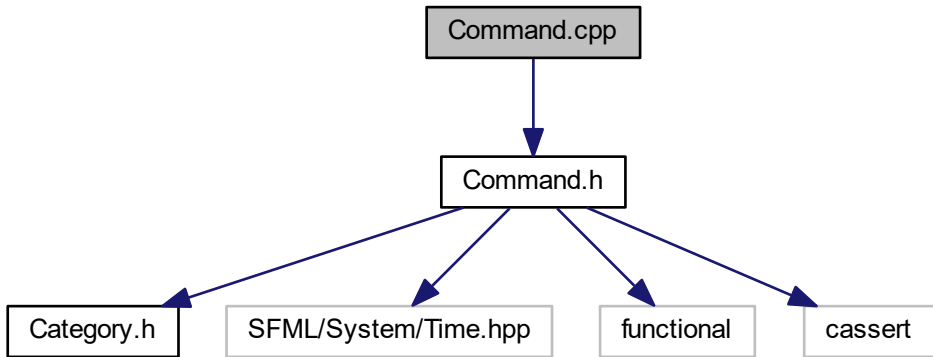 Command.cpp
Command.h
Category.h
SFML/System/Time.hpp
functional
cassert